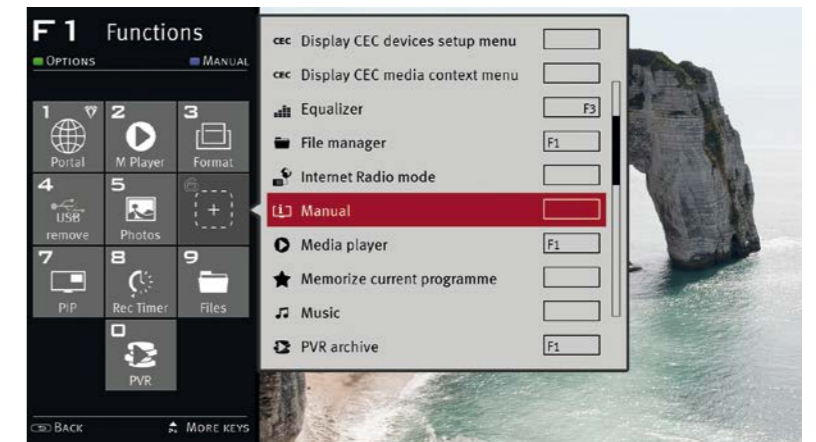 F 1 Functions
OPTIONS MANUAL
1 Portal
2 M Player
3 Format
4 USB remove
5 Photos
6 +
7 PIP
8 Rec Timer
9 Files
0 PVR
BACK MORE KEYS
CEC Display CEC devices setup menu
CEC Display CEC media context menu
Equalizer F3
File manager F1
Internet Radio mode
Manual
Media player F1
Memorize current programme
Music
PVR archive F1